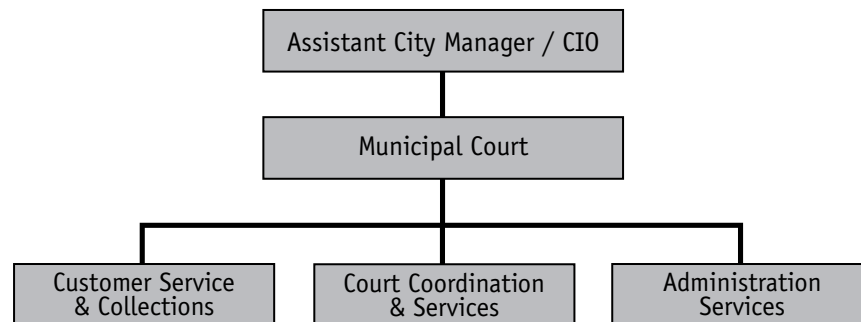 Assistant City Manager / CIO
Municipal Court
Customer Service
& Collections
Court Coordination
& Services
Administration
Services